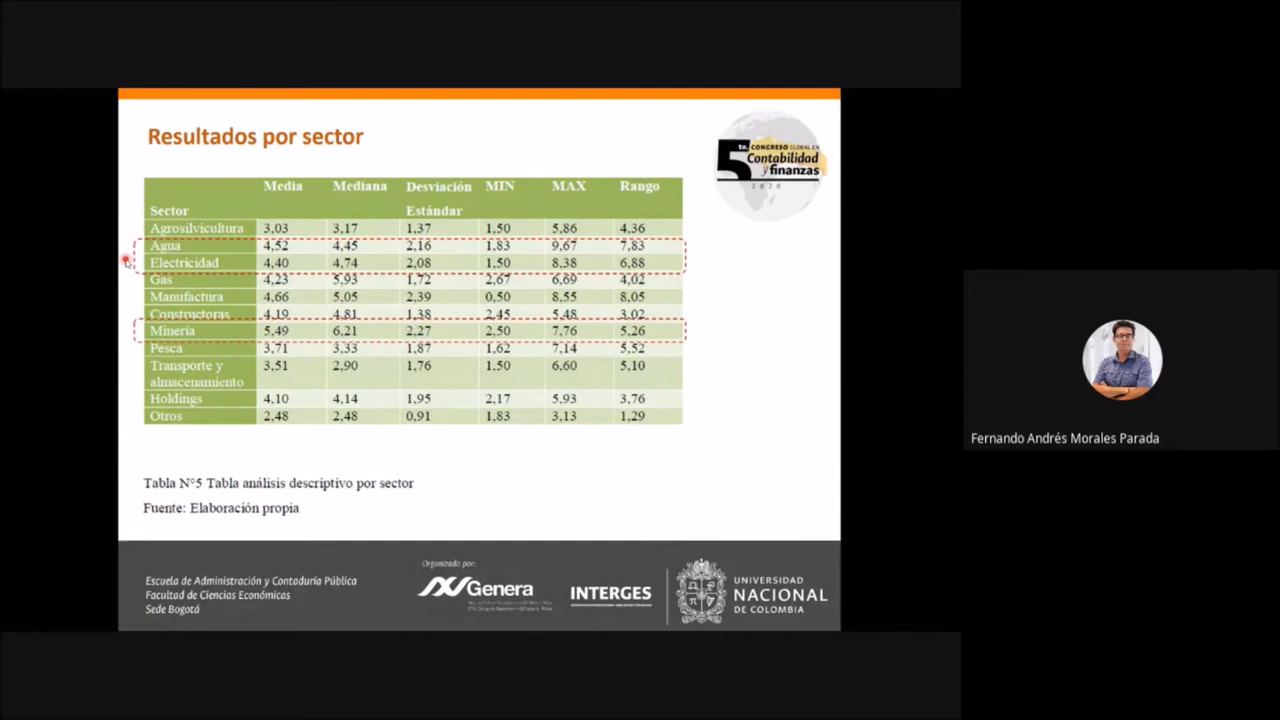 Resultados por sector
5to. CONGRESO GLOBAL EN
Contabilidad
y finanzas
2020
Sector Media Mediana Desviación Estándar MIN MAX Rango
Agrosilvicultura 3,03 3,17 1,37 1,50 5,86 4,36
Agua 4,52 4,45 2,16 1,83 9,67 7,83
Electricidad 4,40 4,74 2,08 1,50 8,38 6,88
Gas 4,23 5,93 1,72 2,67 6,69 4,02
Manufactura 4,66 5,05 2,39 0,50 8,55 8,05
Constructoras 4,19 4,81 1,38 2,45 5,48 3,02
Minería 5,49 6,21 2,27 2,50 7,76 5,26
Pesca 3,71 3,33 1,87 1,62 7,14 5,52
Transporte y almacenamiento 3,51 2,90 1,76 1,50 6,60 5,10
Holdings 4,10 4,14 1,95 2,17 5,93 3,76
Otros 2,48 2,48 0,91 1,83 3,13 1,29
Tabla N°5 Tabla análisis descriptivo por sector
Fuente: Elaboración propia
Escuela de Administración y Contaduría Pública
Facultad de Ciencias Económicas
Sede Bogotá
Organizado por:
Genera
INTERGES
UNIVERSIDAD
NACIONAL
DE COLOMBIA
Fernando Andrés Morales Parada